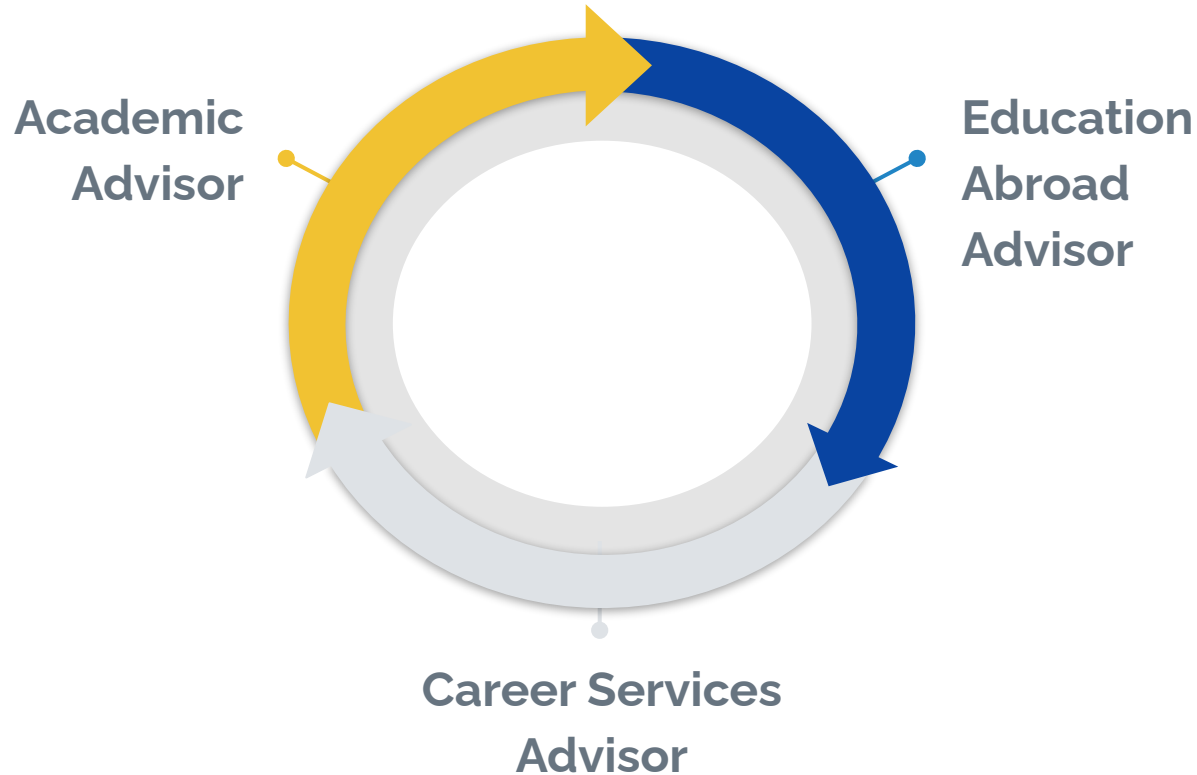 Academic
Advisor
Education
Abroad
Advisor
Career Services
Advisor